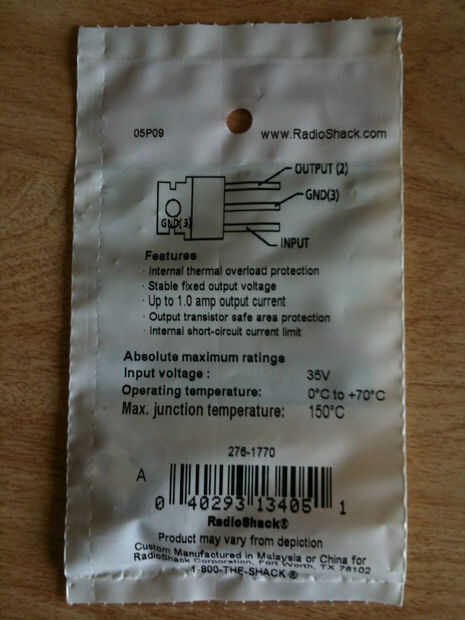 05P09
www.RadioShack.com
OUTPUT (2)
GND(3)
GND(3)
INPUT
Features
· Internal thermal overload protection
· Stable fixed output voltage
· Up to 1.0 amp output current
· Output transistor safe area protection
· Internal short-circuit current limit
Absolute maximum ratings
Input voltage : 35V
Operating temperature: 0°C to +70°C
Max. junction temperature: 150°C
276-1770
A
0 40293 13405 1
RadioShack®
Product may vary from depiction
Custom Manufactured in Malaysia or China for
RadioShack Corporation, Fort Worth, TX 76102
1-800-THE-SHACK ®